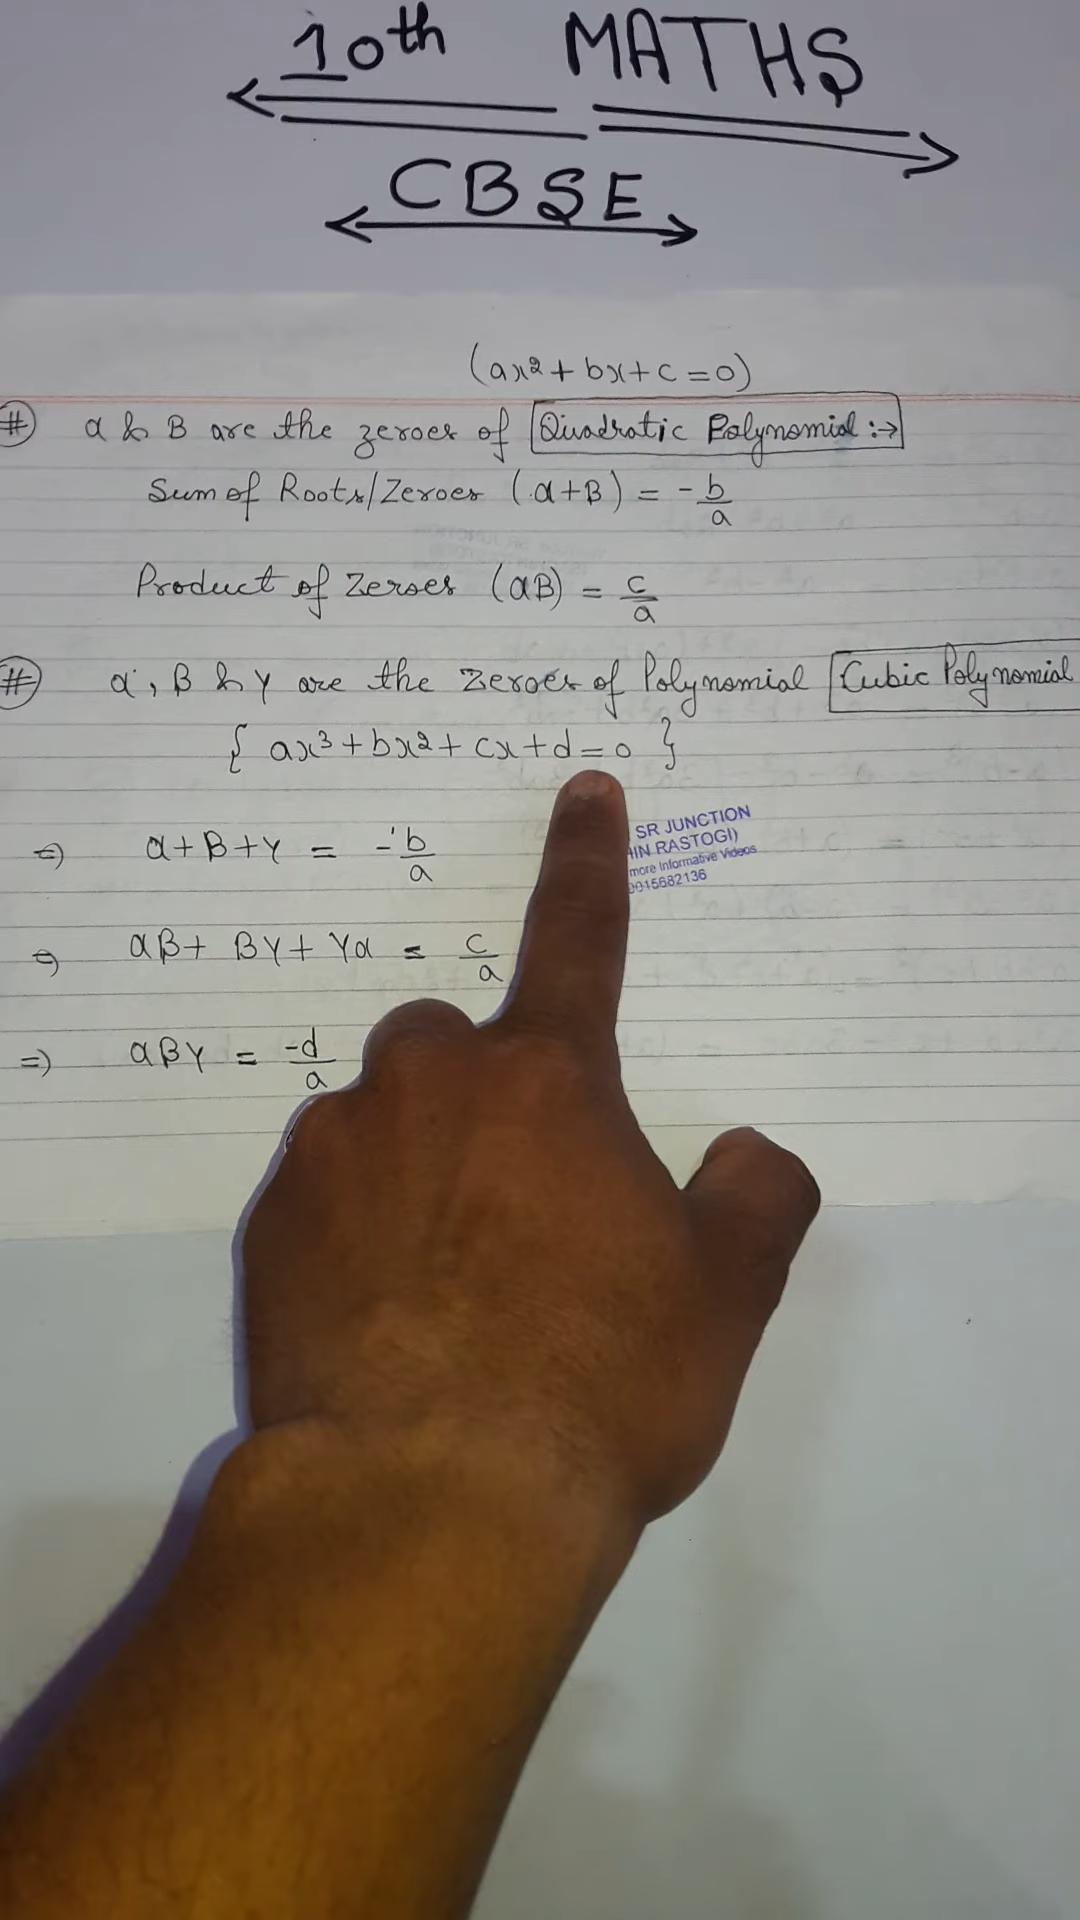 10th MATHS
CBSE
(ax² + bx + c = 0)
# α & β are the zeroes of Quadratic Polynomial :→
Sum of Roots/Zeroes (α+β) = -b/a
Product of Zeroes (αβ) = c/a
# α, β & γ are the Zeroes of Polynomial Cubic Polynomial
{ ax³ + bx² + cx + d = 0 }
⇒ α+β+γ = -b/a
⇒ αβ + βγ + γα = c/a
⇒ αβγ = -d/a
SR JUNCTION
RASTOGI)
more Informative Videos
9915682136